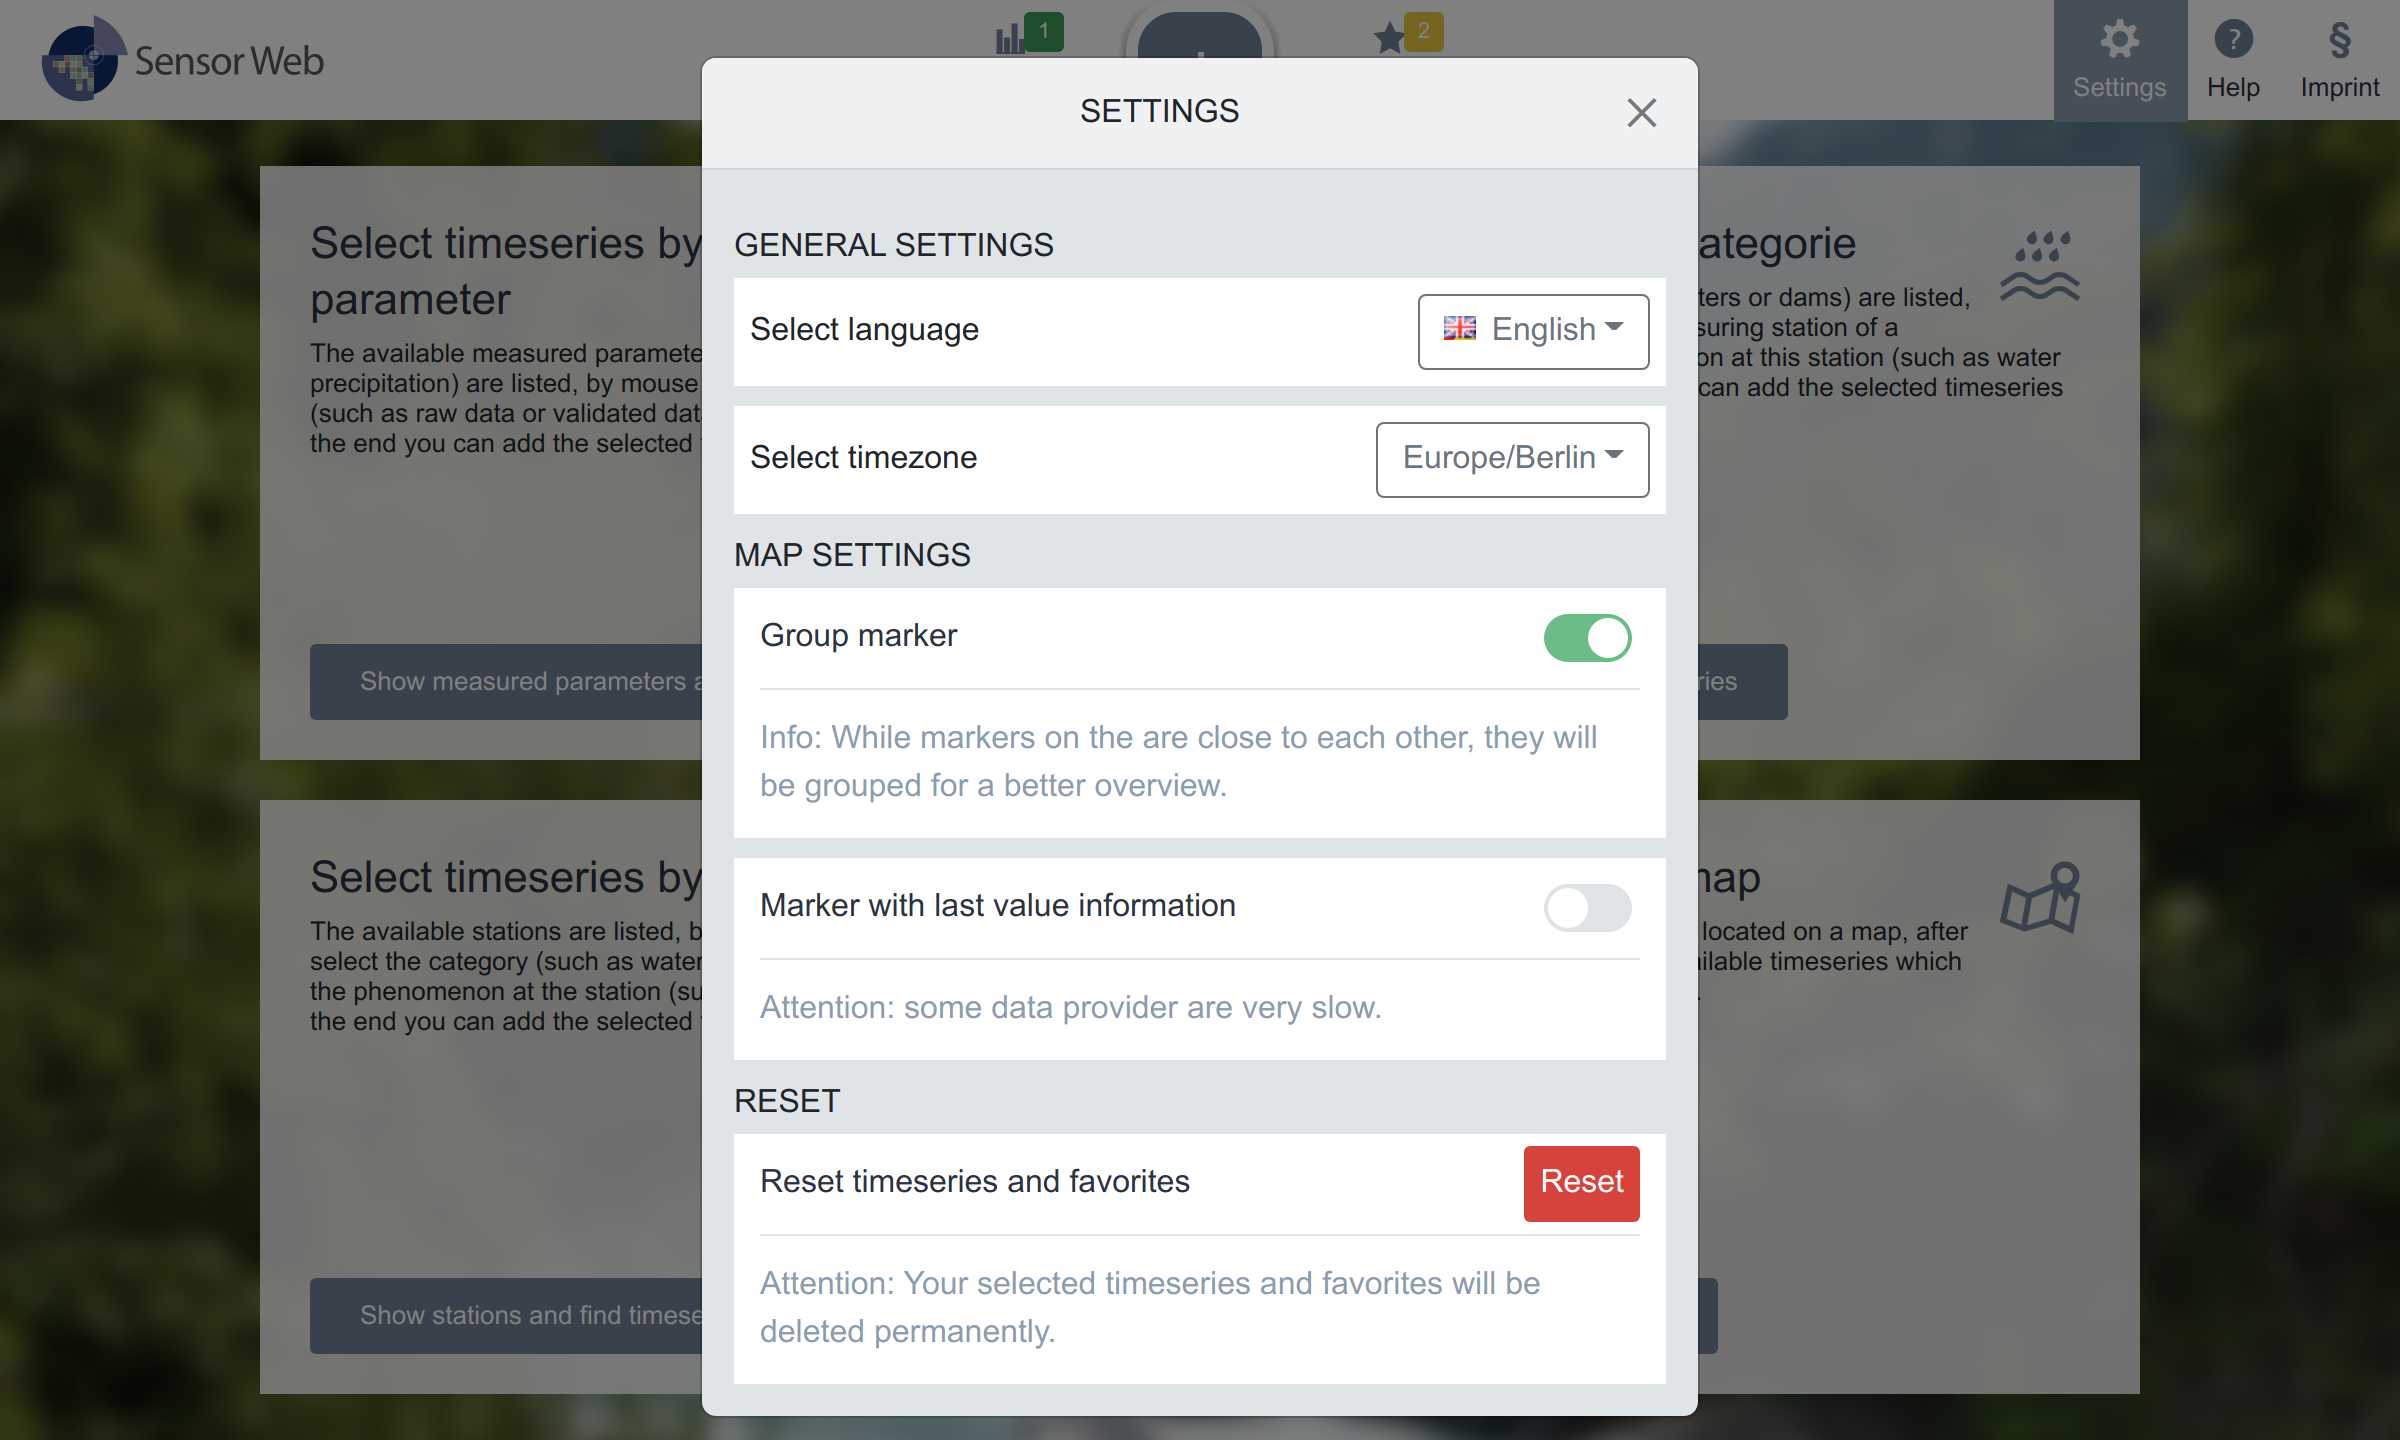 Sensor Web
1
2
Settings
Help
Imprint
SETTINGS
GENERAL SETTINGS
Select language
English
Select timezone
Europe/Berlin
MAP SETTINGS
Group marker
Info: While markers on the are close to each other, they will
be grouped for a better overview.
Marker with last value information
Attention: some data provider are very slow.
RESET
Reset timeseries and favorites
Reset
Attention: Your selected timeseries and favorites will be
deleted permanently.
Select timeseries by
parameter
The available measured
precipitation) are listed, by mouse
(such as raw data or validated
the end you can add the selected
Show measured parameters
ategorie
ters or dams) are listed,
suring station of a
on at this station (such as water
can add the selected timeseries
ries
Select timeseries by
The available stations are listed,
select the category (such as water
the phenomenon at the station
the end you can add the selected
Show stations and find
map
located on a map, after
ilable timeseries which